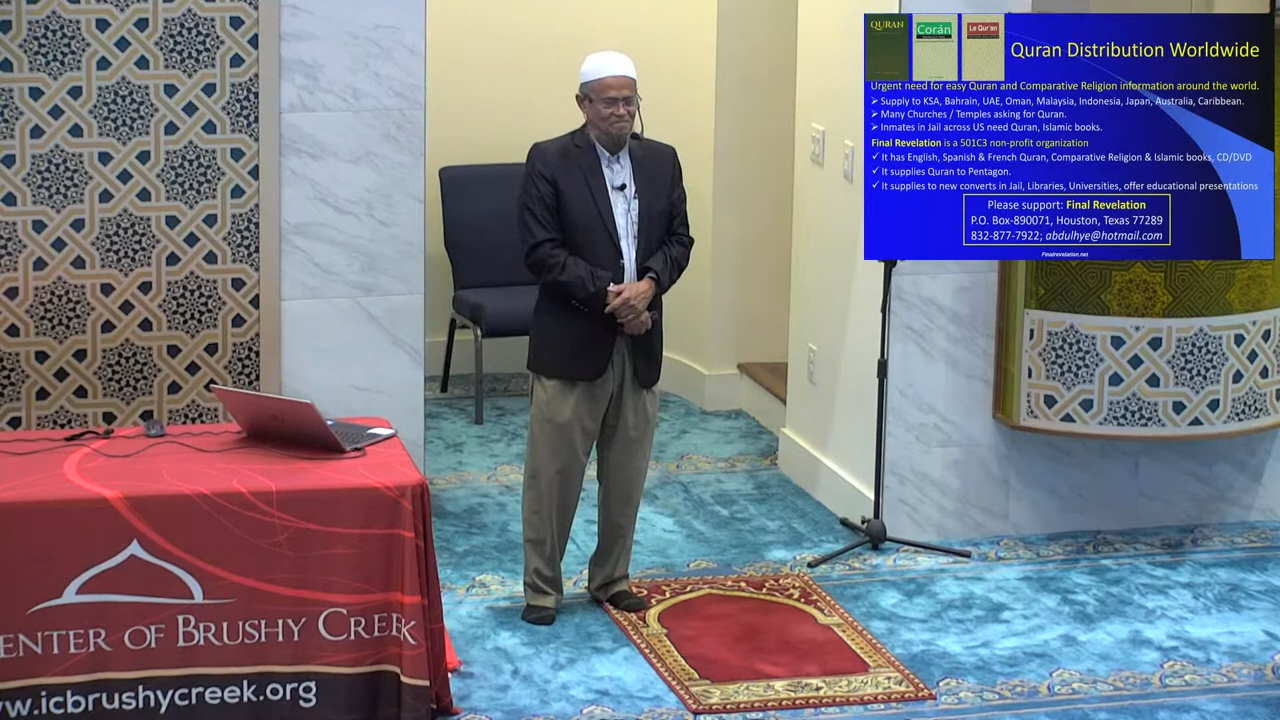 QURAN
Corán
Le Qur'an
Quran Distribution Worldwide
Urgent need for easy Quran and Comparative Religion information around the world.
➢ Supply to KSA, Bahrain, UAE, Oman, Malaysia, Indonesia, Japan, Australia, Caribbean.
➢ Many Churches / Temples asking for Quran.
➢ Inmates in Jail across US need Quran, Islamic books.
Final Revelation is a 501C3 non-profit organization
✓ It has English, Spanish & French Quran, Comparative Religion & Islamic books, CD/DVD
✓ It supplies Quran to Pentagon.
✓ It supplies to new converts in Jail, Libraries, Universities, offer educational presentations
Please support: Final Revelation
P.O. Box-890071, Houston, Texas 77289
832-877-7922; abdulhye@hotmail.com
Finalrevelation.net
ENTER OF BRUSHY CREEK
w.icbrushycreek.org